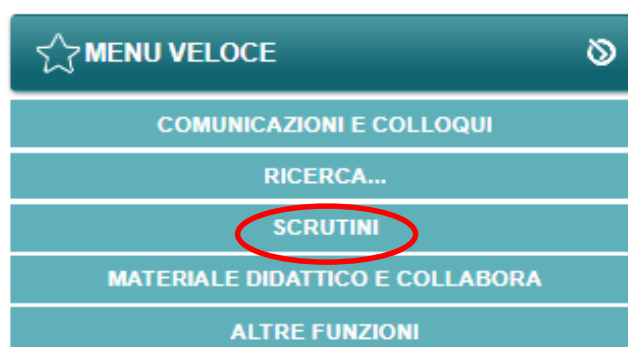 MENU VELOCE
COMUNICAZIONI E COLLOQUI
RICERCA...
SCRUTINI
MATERIALE DIDATTICO E COLLABORA
ALTRE FUNZIONI